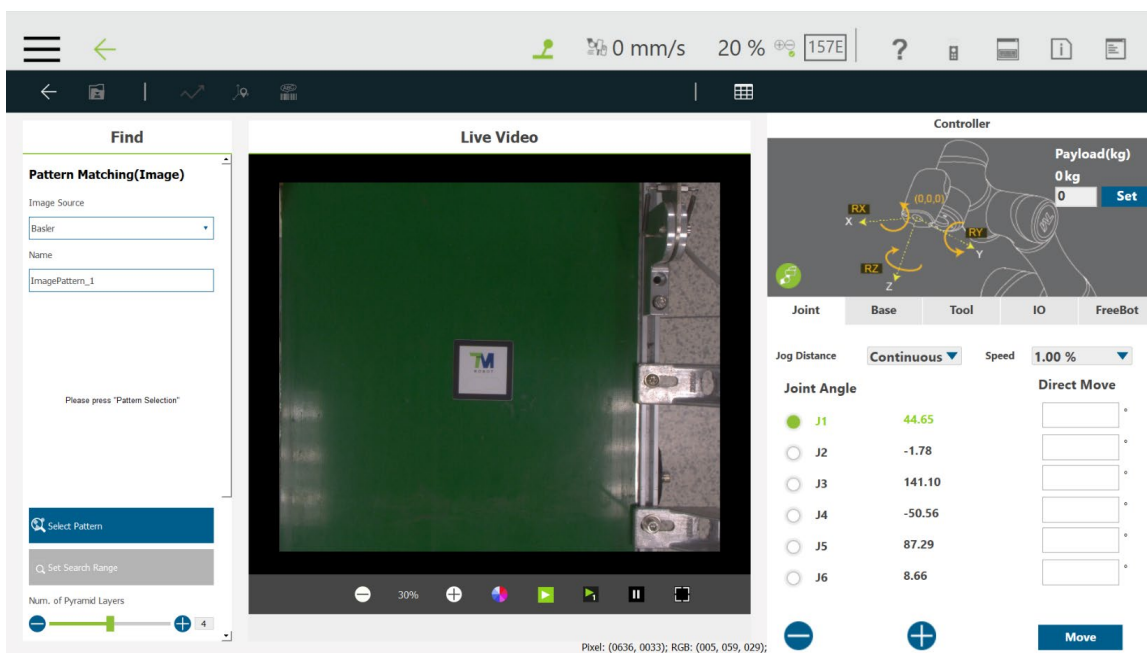 0 mm/s 20 % 157E ?
ABC
Find
Pattern Matching(Image)
Image Source
Basler
Name
ImagePattern_1
Please press "Pattern Selection"
Select Pattern
Set Search Range
Num. of Pyramid Layers
4
Live Video
TM
ROBOT
30%
1
Pixel: (0636, 0033); RGB: (005, 059, 029);
Controller
Payload(kg)
0 kg
0 Set
(0,0,0)
RX
X
RY
Y
RZ
Z
Joint Base Tool IO FreeBot
Jog Distance Continuous Speed 1.00 %
Joint Angle Direct Move
J1 44.65 °
J2 -1.78 °
J3 141.10 °
J4 -50.56 °
J5 87.29 °
J6 8.66 °
Move